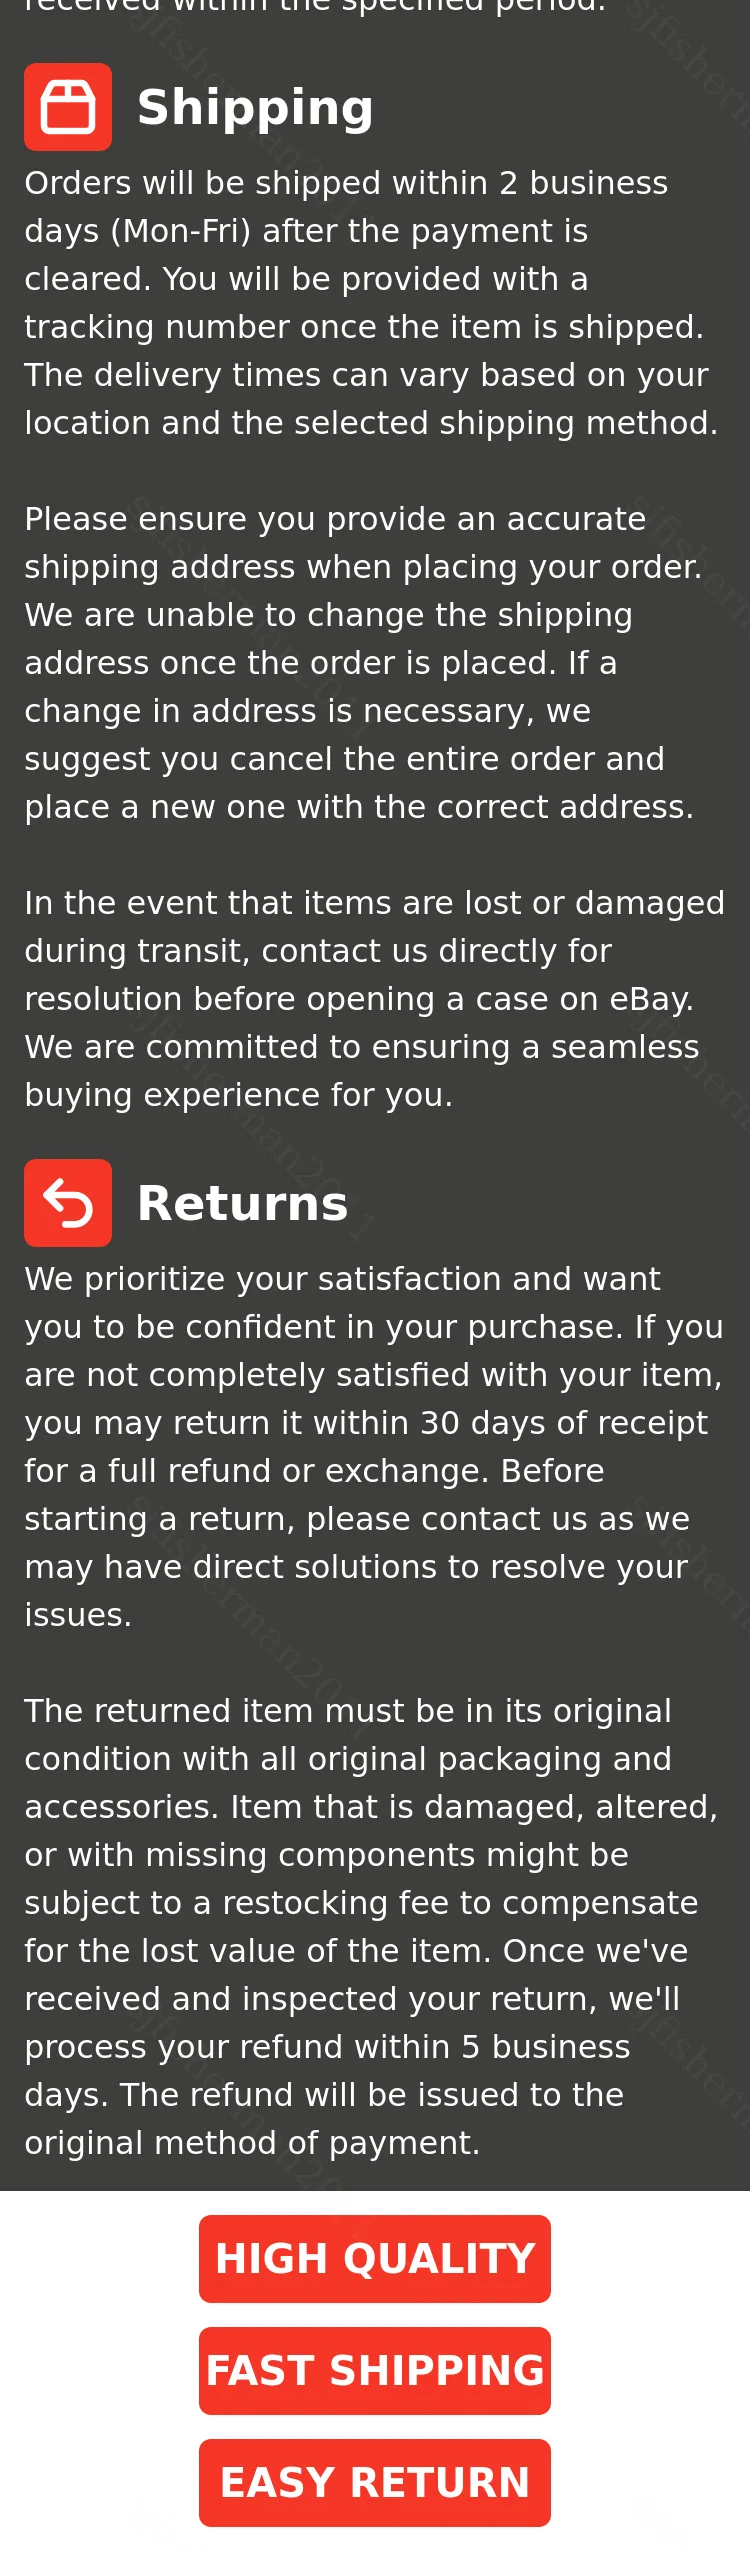 received within the specified period.
Shipping
Orders will be shipped within 2 business
days (Mon-Fri) after the payment is
cleared. You will be provided with a
tracking number once the item is shipped.
The delivery times can vary based on your
location and the selected shipping method.
Please ensure you provide an accurate
shipping address when placing your order.
We are unable to change the shipping
address once the order is placed. If a
change in address is necessary, we
suggest you cancel the entire order and
place a new one with the correct address.
In the event that items are lost or damaged
during transit, contact us directly for
resolution before opening a case on eBay.
We are committed to ensuring a seamless
buying experience for you.
Returns
We prioritize your satisfaction and want
you to be confident in your purchase. If you
are not completely satisfied with your item,
you may return it within 30 days of receipt
for a full refund or exchange. Before
starting a return, please contact us as we
may have direct solutions to resolve your
issues.
The returned item must be in its original
condition with all original packaging and
accessories. Item that is damaged, altered,
or with missing components might be
subject to a restocking fee to compensate
for the lost value of the item. Once we've
received and inspected your return, we'll
process your refund within 5 business
days. The refund will be issued to the
original method of payment.
HIGH QUALITY
FAST SHIPPING
EASY RETURN
sjfisherman2011